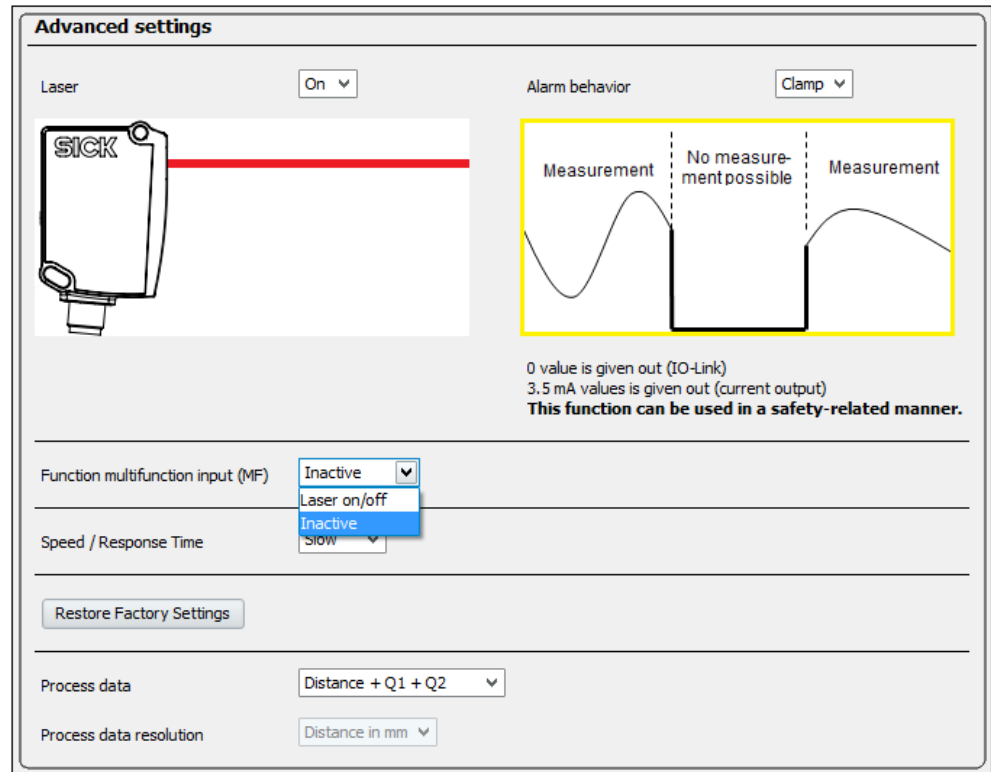 Advanced settings
Laser
On
Alarm behavior
Clamp
SICK
Measurement
No measure-
ment possible
Measurement
0 value is given out (IO-Link)
3.5 mA values is given out (current output)
This function can be used in a safety-related manner.
Function multifunction input (MF)
Inactive
Laser on/off
Inactive
Speed / Response Time
Slow
Restore Factory Settings
Process data
Distance + Q1 + Q2
Process data resolution
Distance in mm